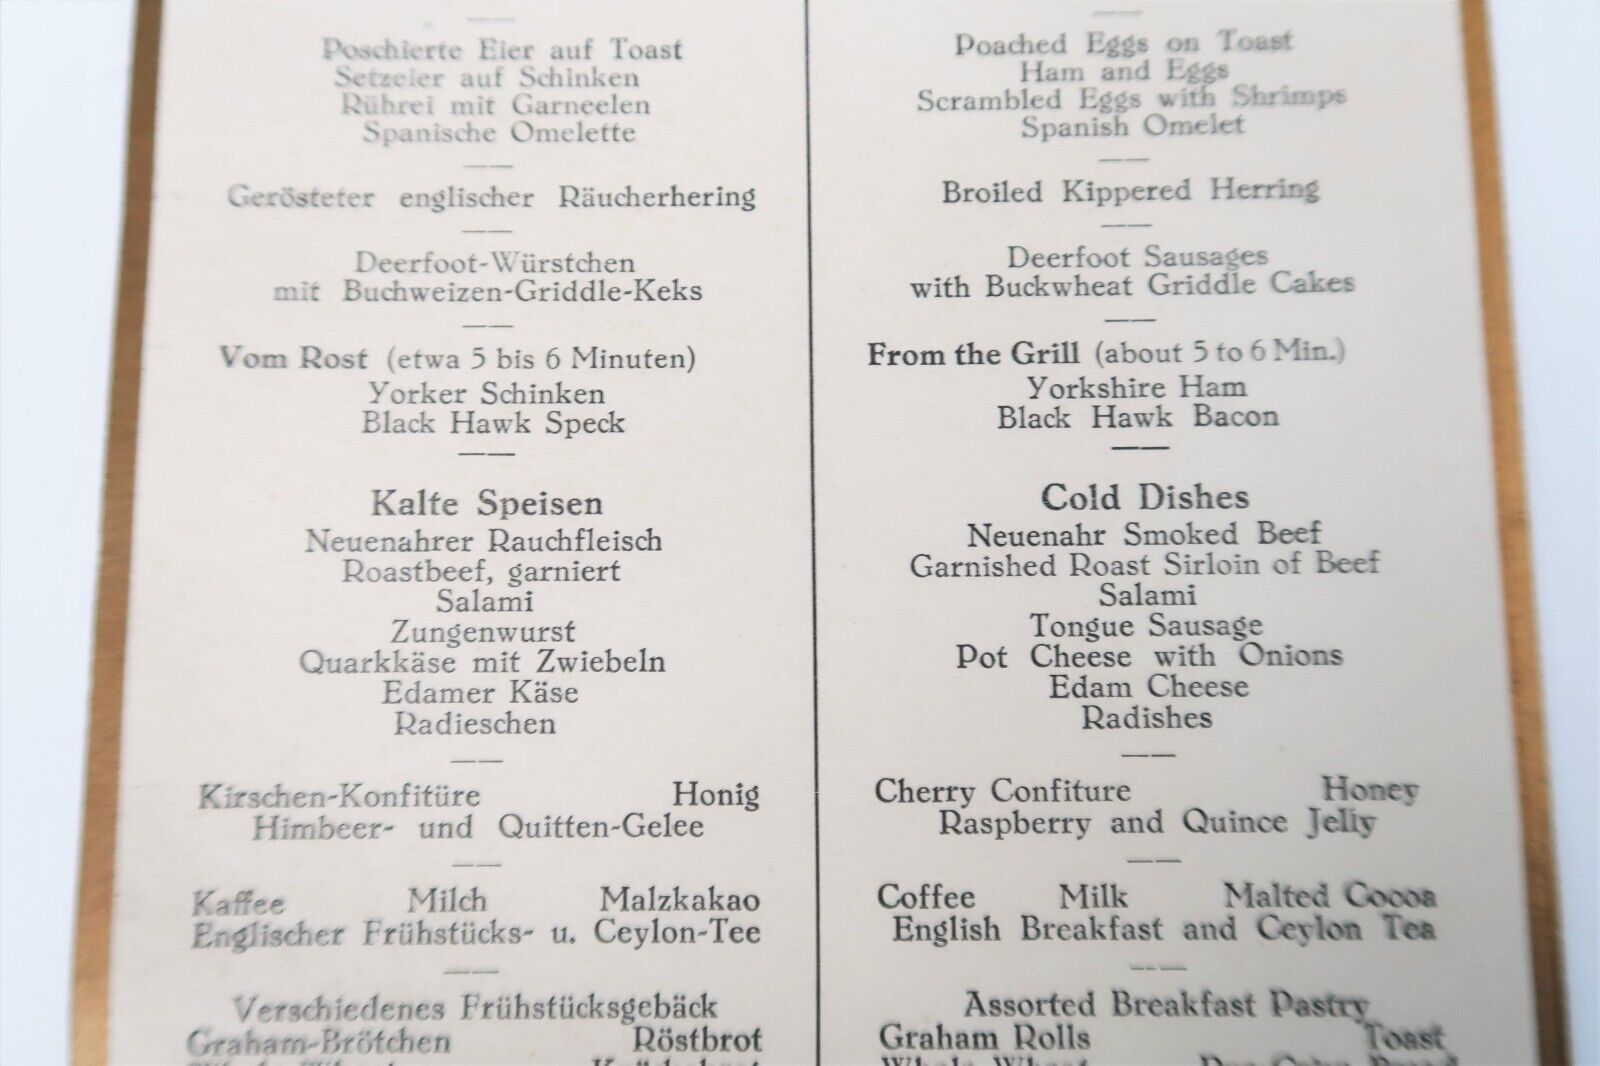 Poschierte Eier auf Toast
Setzeier auf Schinken
Rührei mit Garneelen
Spanische Omelette
Gerösteter englischer Räucherhering
Deerfoot-Würstchen
mit Buchweizen-Griddle-Keks
Vom Rost (etwa 5 bis 6 Minuten)
Yorker Schinken
Black Hawk Speck
Kalte Speisen
Neuenahrer Rauchfleisch
Roastbeef, garniert
Salami
Zungenwurst
Quarkkäse mit Zwiebeln
Edamer Käse
Radieschen
Kirschen-Konfitüre Honig
Himbeer- und Quitten-Gelee
Kaffee Milch Malzkakao
Englischer Frühstücks- u. Ceylon-Tee
Verschiedenes Frühstücksgebäck
Graham-Brötchen Röstbrot
Poached Eggs on Toast
Ham and Eggs
Scrambled Eggs with Shrimps
Spanish Omelet
Broiled Kippered Herring
Deerfoot Sausages
with Buckwheat Griddle Cakes
From the Grill (about 5 to 6 Min.)
Yorkshire Ham
Black Hawk Bacon
Cold Dishes
Neuenahr Smoked Beef
Garnished Roast Sirloin of Beef
Salami
Tongue Sausage
Pot Cheese with Onions
Edam Cheese
Radishes
Cherry Confiture Honey
Raspberry and Quince Jelly
Coffee Milk Malted Cocoa
English Breakfast and Ceylon Tea
Assorted Breakfast Pastry
Graham Rolls Toast